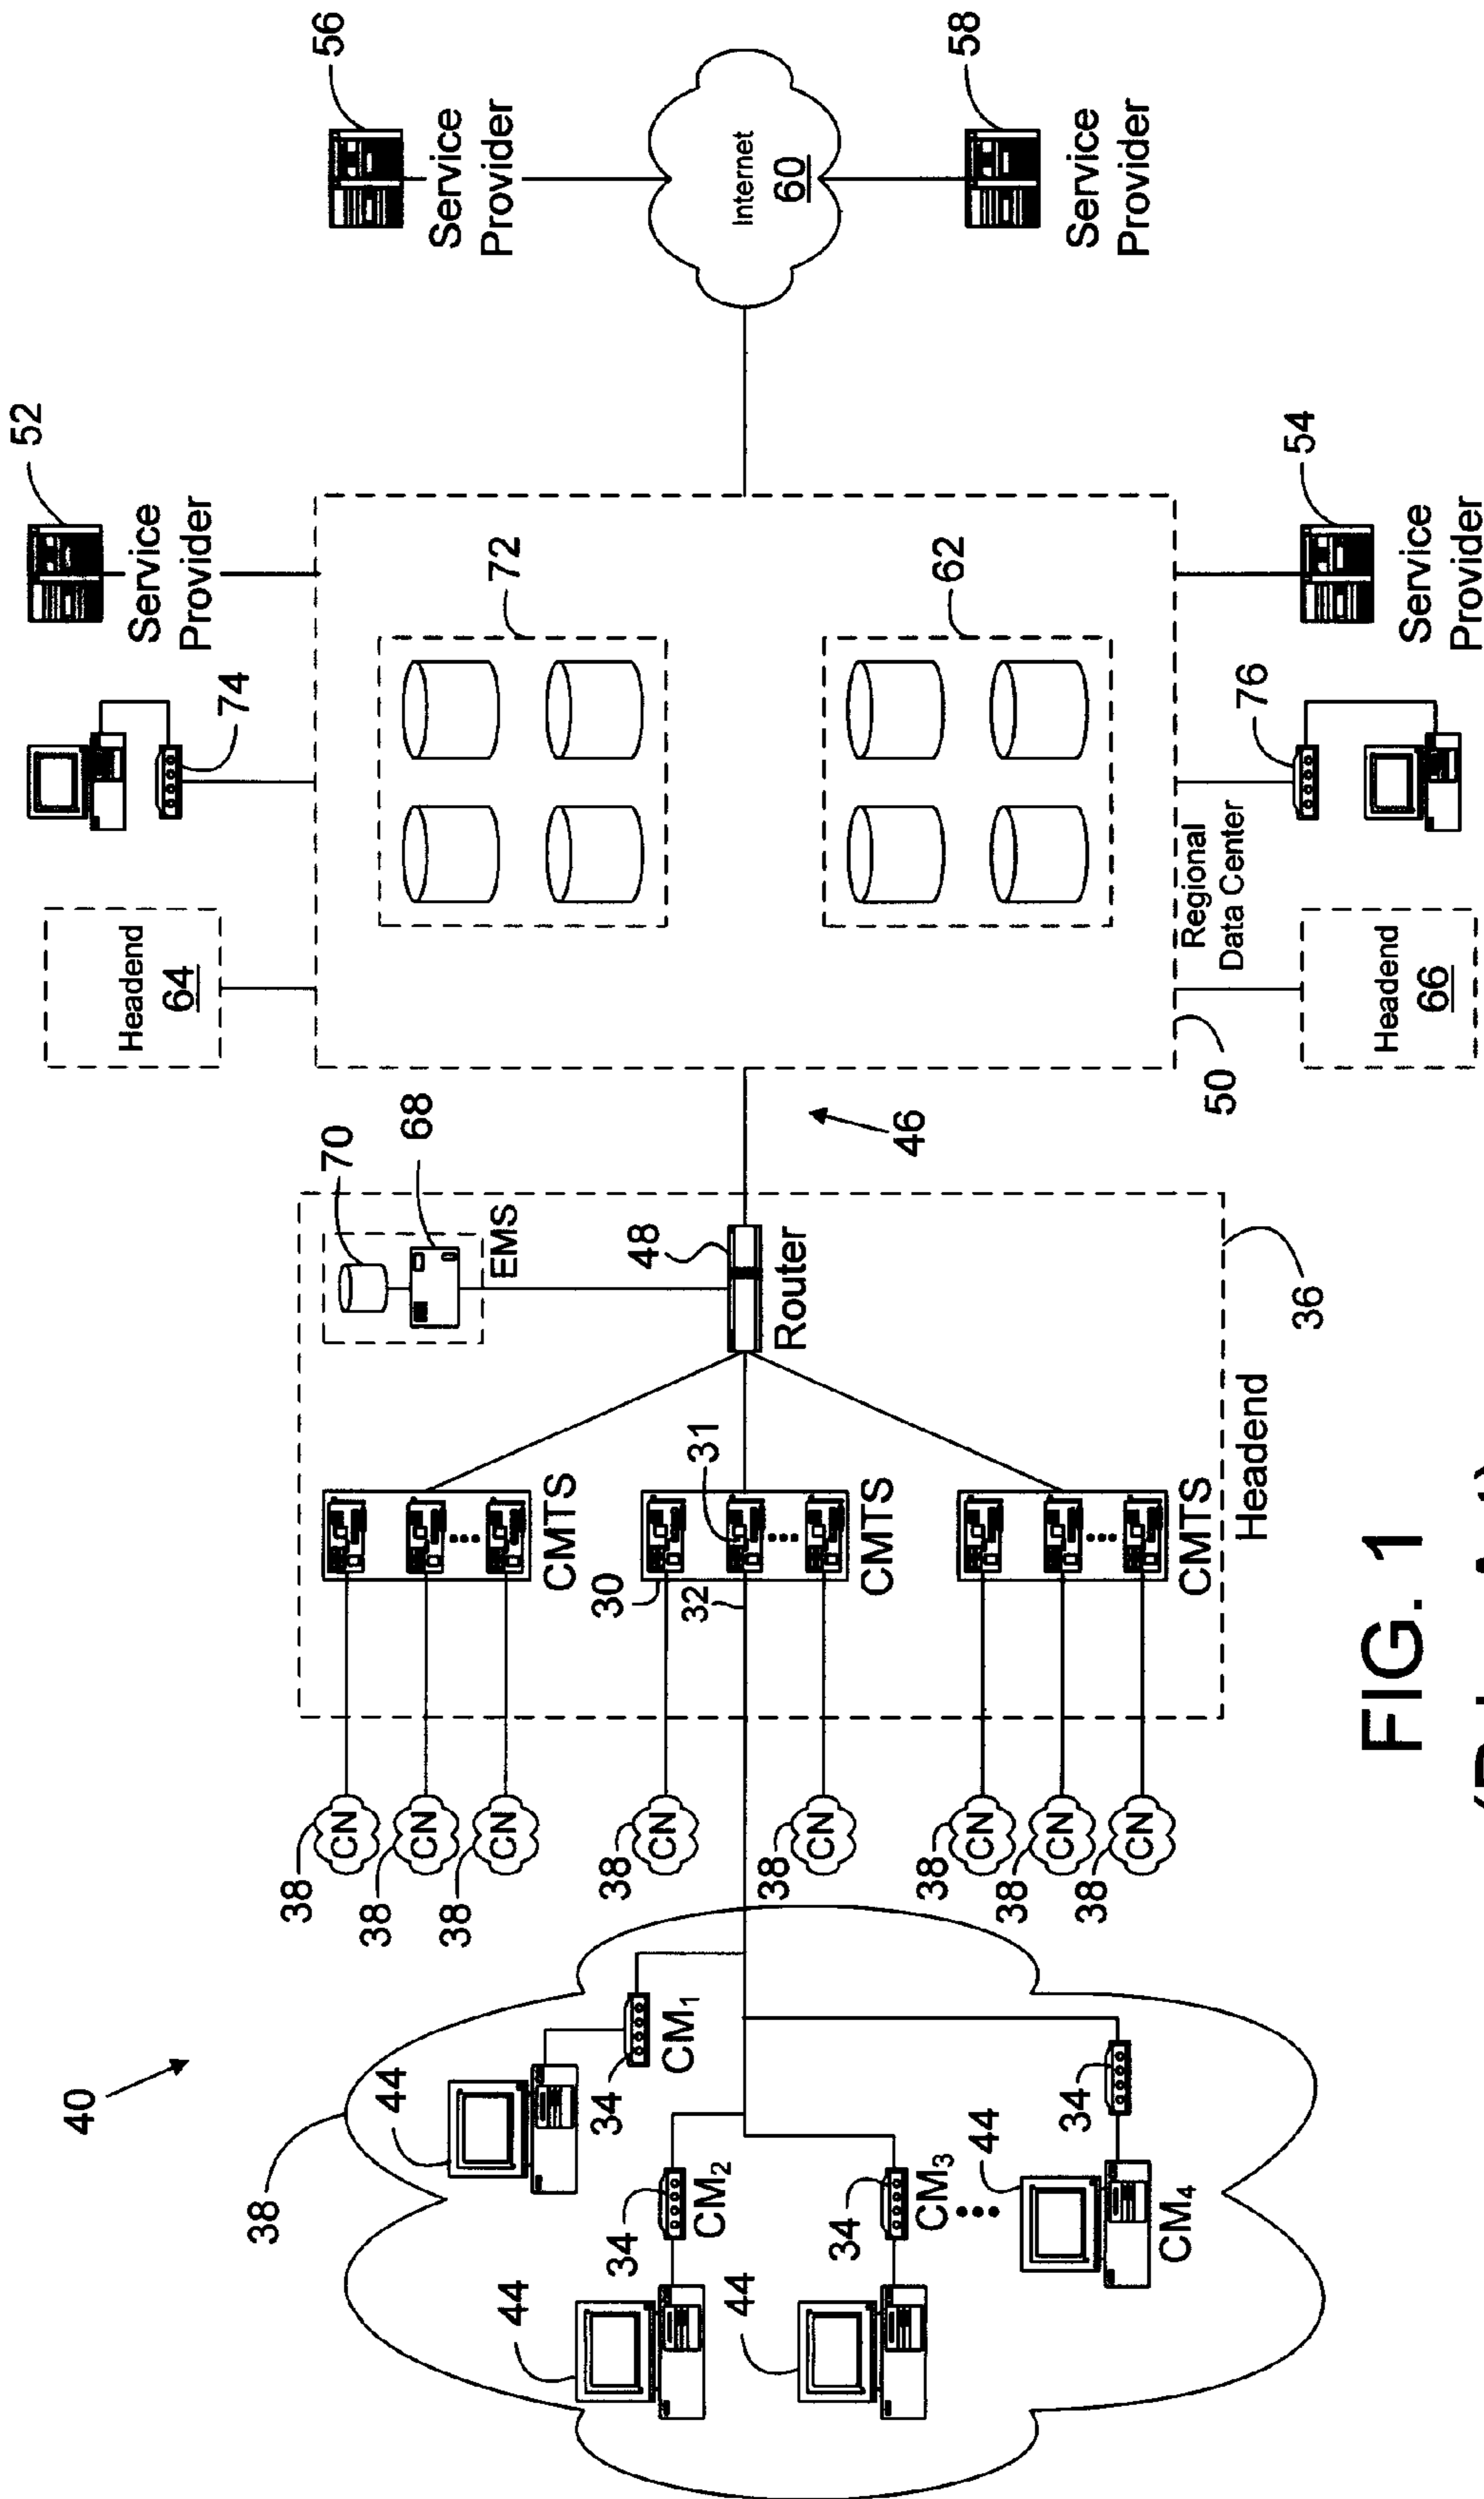 40
38
44
44
44
44
34
34
34
34
CM1
CM2
CM3
CM4
38
38
38
38
38
38
38
38
CN
CN
CN
CN
CN
CN
CN
CN
30
32
31
CMTS
CMTS
CMTS
70
68
EMS
48
Router
Headend
36
46
50
Headend
64
Headend
66
Regional
Data Center
74
76
72
62
52
Service
Provider
54
Service
Provider
56
Service
Provider
Internet
60
58
Service
Provider
FIG. 1